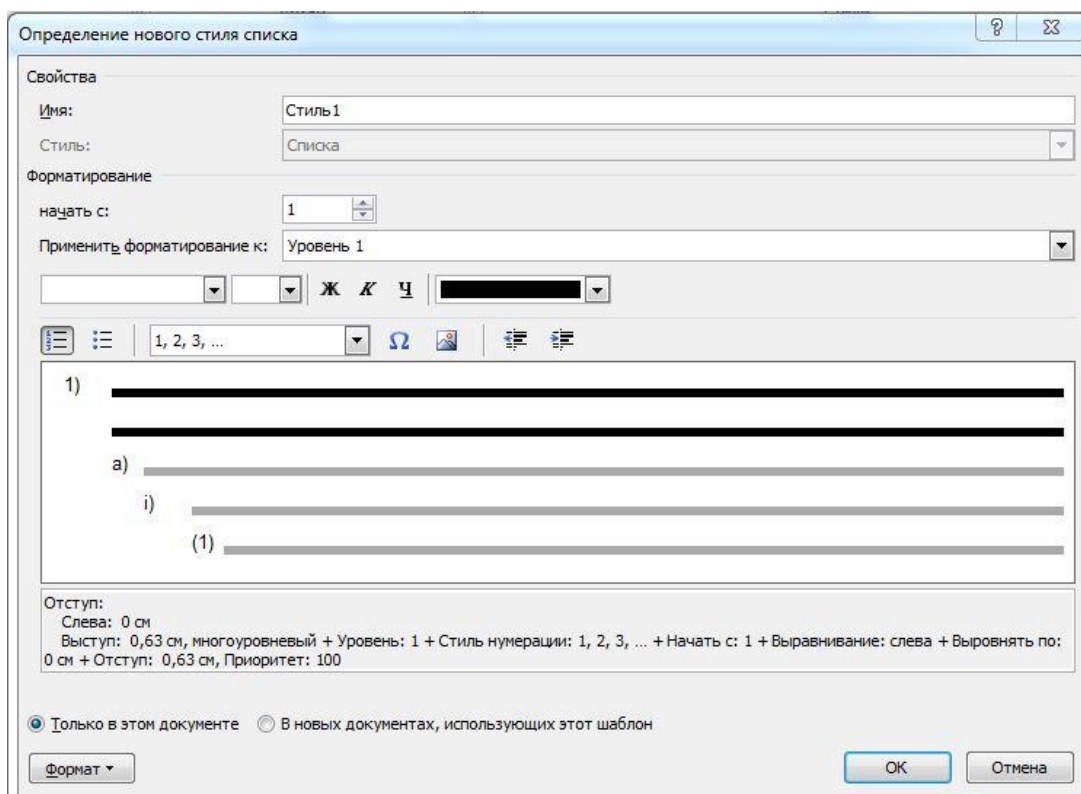 Определение нового стиля списка
Свойства
Имя:
Стиль1
Стиль:
Списка
Форматирование
начать с:
1
Применить форматирование к:
Уровень 1
Ж К Ч
1, 2, 3, ...
Ω
1)
a)
i)
(1)
Отступ:
Слева: 0 см
Выступ: 0,63 см, многоуровневый + Уровень: 1 + Стиль нумерации: 1, 2, 3, ... + Начать с: 1 + Выравнивание: слева + Выровнять по:
0 см + Отступ: 0,63 см, Приоритет: 100
Только в этом документе
В новых документах, использующих этот шаблон
Формат
ОК
Отмена